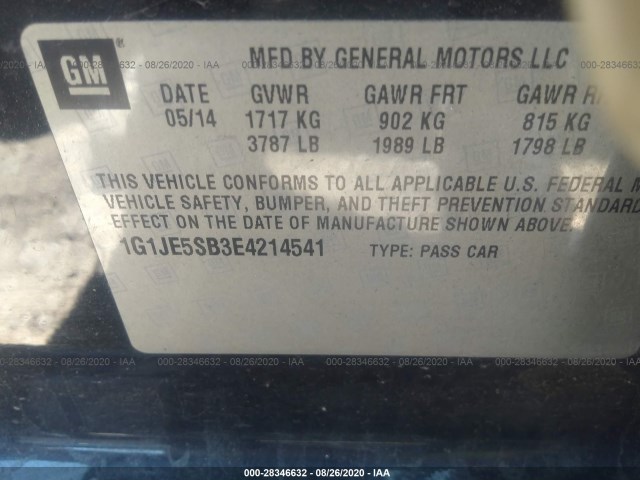 GM
MFD BY GENERAL MOTORS LLC
DATE GVWR GAWR FRT GAWR
05/14 1717 KG 902 KG 815 KG
3787 LB 1989 LB 1798 LB
THIS VEHICLE CONFORMS TO ALL APPLICABLE U.S. FEDERAL
VEHICLE SAFETY, BUMPER, AND THEFT PREVENTION STANDARD
EFFECT ON THE DATE OF MANUFACTURE SHOWN ABOVE.
1G1JE5SB3E4214541 TYPE: PASS CAR
000-28346632 - 08/26/2020 - IAA